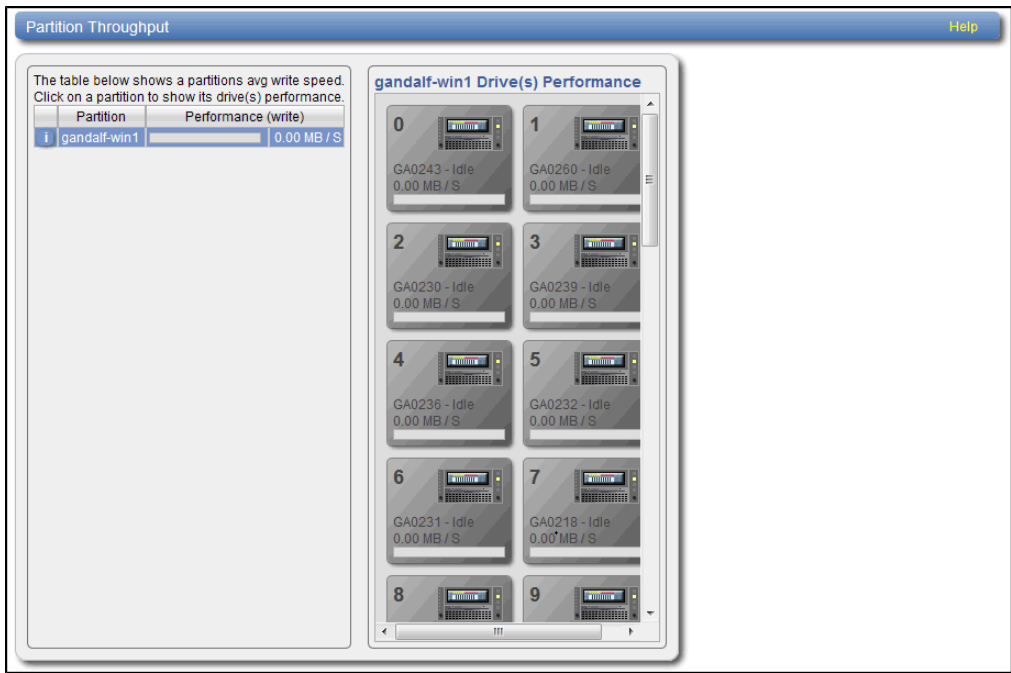 Partition Throughput
Help
The table below shows a partitions avg write speed.
Click on a partition to show its drive(s) performance.
Partition Performance (write)
i gandalf-win1 0.00 MB / S
gandalf-win1 Drive(s) Performance
0 1
GA0243 - Idle GA0260 - Idle
0.00 MB / S 0.00 MB / S
2 3
GA0230 - Idle GA0239 - Idle
0.00 MB / S 0.00 MB / S
4 5
GA0236 - Idle GA0232 - Idle
0.00 MB / S 0.00 MB / S
6 7
GA0231 - Idle GA0218 - Idle
0.00 MB / S 0.00 MB / S
8 9